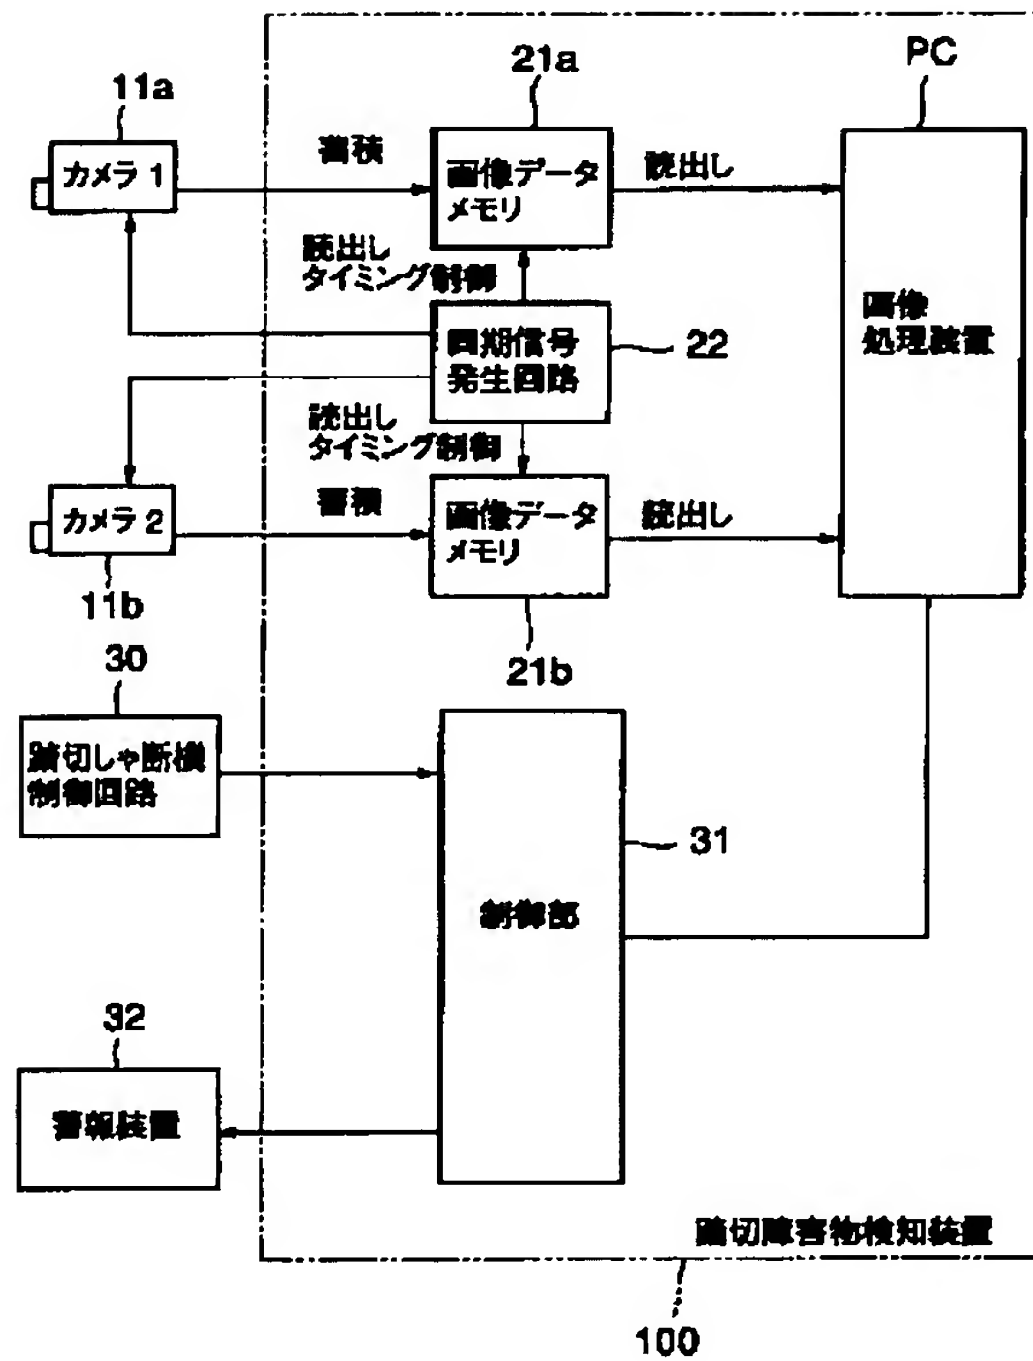 PC
21a
11a
カメラ 1
蓄積
画像データ
メモリ
読出し
読出し
タイミング制御
画像
処理装置
同期信号
発生回路
22
読出し
タイミング制御
カメラ 2
蓄積
画像データ
メモリ
読出し
11b
21b
30
踏切しゃ断機
制御回路
31
制御部
32
警報装置
踏切障害物検知装置
100